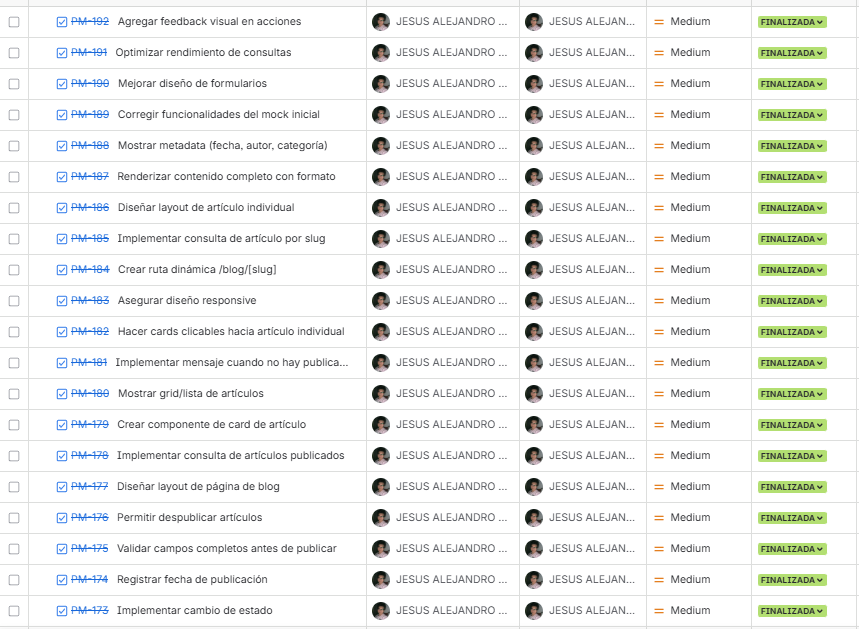 PM-192 Agregar feedback visual en acciones JESUS ALEJANDRO ... JESUS ALEJAN... Medium FINALIZADA
PM-191 Optimizar rendimiento de consultas JESUS ALEJANDRO ... JESUS ALEJAN... Medium FINALIZADA
PM-190 Mejorar diseño de formularios JESUS ALEJANDRO ... JESUS ALEJAN... Medium FINALIZADA
PM-189 Corregir funcionalidades del mock inicial JESUS ALEJANDRO ... JESUS ALEJAN... Medium FINALIZADA
PM-188 Mostrar metadata (fecha, autor, categoría) JESUS ALEJANDRO ... JESUS ALEJAN... Medium FINALIZADA
PM-187 Renderizar contenido completo con formato JESUS ALEJANDRO ... JESUS ALEJAN... Medium FINALIZADA
PM-186 Diseñar layout de artículo individual JESUS ALEJANDRO ... JESUS ALEJAN... Medium FINALIZADA
PM-185 Implementar consulta de artículo por slug JESUS ALEJANDRO ... JESUS ALEJAN... Medium FINALIZADA
PM-184 Crear ruta dinámica /blog/[slug] JESUS ALEJANDRO ... JESUS ALEJAN... Medium FINALIZADA
PM-183 Asegurar diseño responsive JESUS ALEJANDRO ... JESUS ALEJAN... Medium FINALIZADA
PM-182 Hacer cards clicables hacia artículo individual JESUS ALEJANDRO ... JESUS ALEJAN... Medium FINALIZADA
PM-181 Implementar mensaje cuando no hay publica... JESUS ALEJANDRO ... JESUS ALEJAN... Medium FINALIZADA
PM-180 Mostrar grid/lista de artículos JESUS ALEJANDRO ... JESUS ALEJAN... Medium FINALIZADA
PM-179 Crear componente de card de artículo JESUS ALEJANDRO ... JESUS ALEJAN... Medium FINALIZADA
PM-178 Implementar consulta de artículos publicados JESUS ALEJANDRO ... JESUS ALEJAN... Medium FINALIZADA
PM-177 Diseñar layout de página de blog JESUS ALEJANDRO ... JESUS ALEJAN... Medium FINALIZADA
PM-176 Permitir despublicar artículos JESUS ALEJANDRO ... JESUS ALEJAN... Medium FINALIZADA
PM-175 Validar campos completos antes de publicar JESUS ALEJANDRO ... JESUS ALEJAN... Medium FINALIZADA
PM-174 Registrar fecha de publicación JESUS ALEJANDRO ... JESUS ALEJAN... Medium FINALIZADA
PM-173 Implementar cambio de estado JESUS ALEJANDRO ... JESUS ALEJAN... Medium FINALIZADA